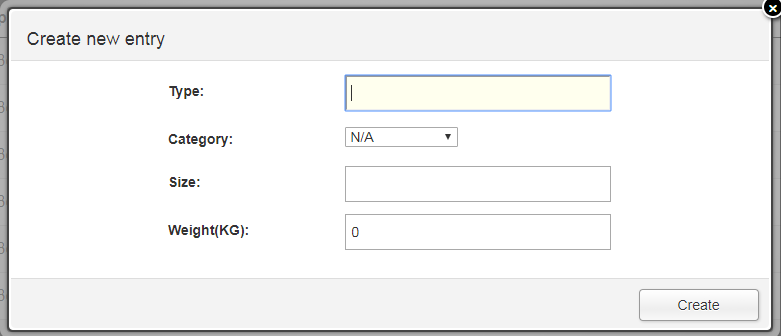 Create new entry
Type:
Category: N/A
Size:
Weight(KG): 0
Create